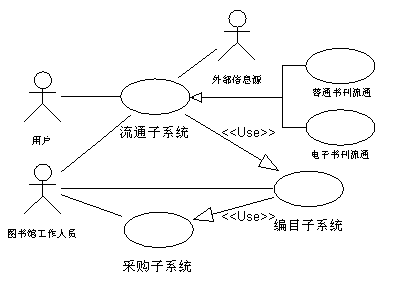 外部信息源
普通书刊流通
用户
流通子系统
<<Use>>
电子书刊流通
图书馆工作人员
<<Use>>
编目子系统
采购子系统